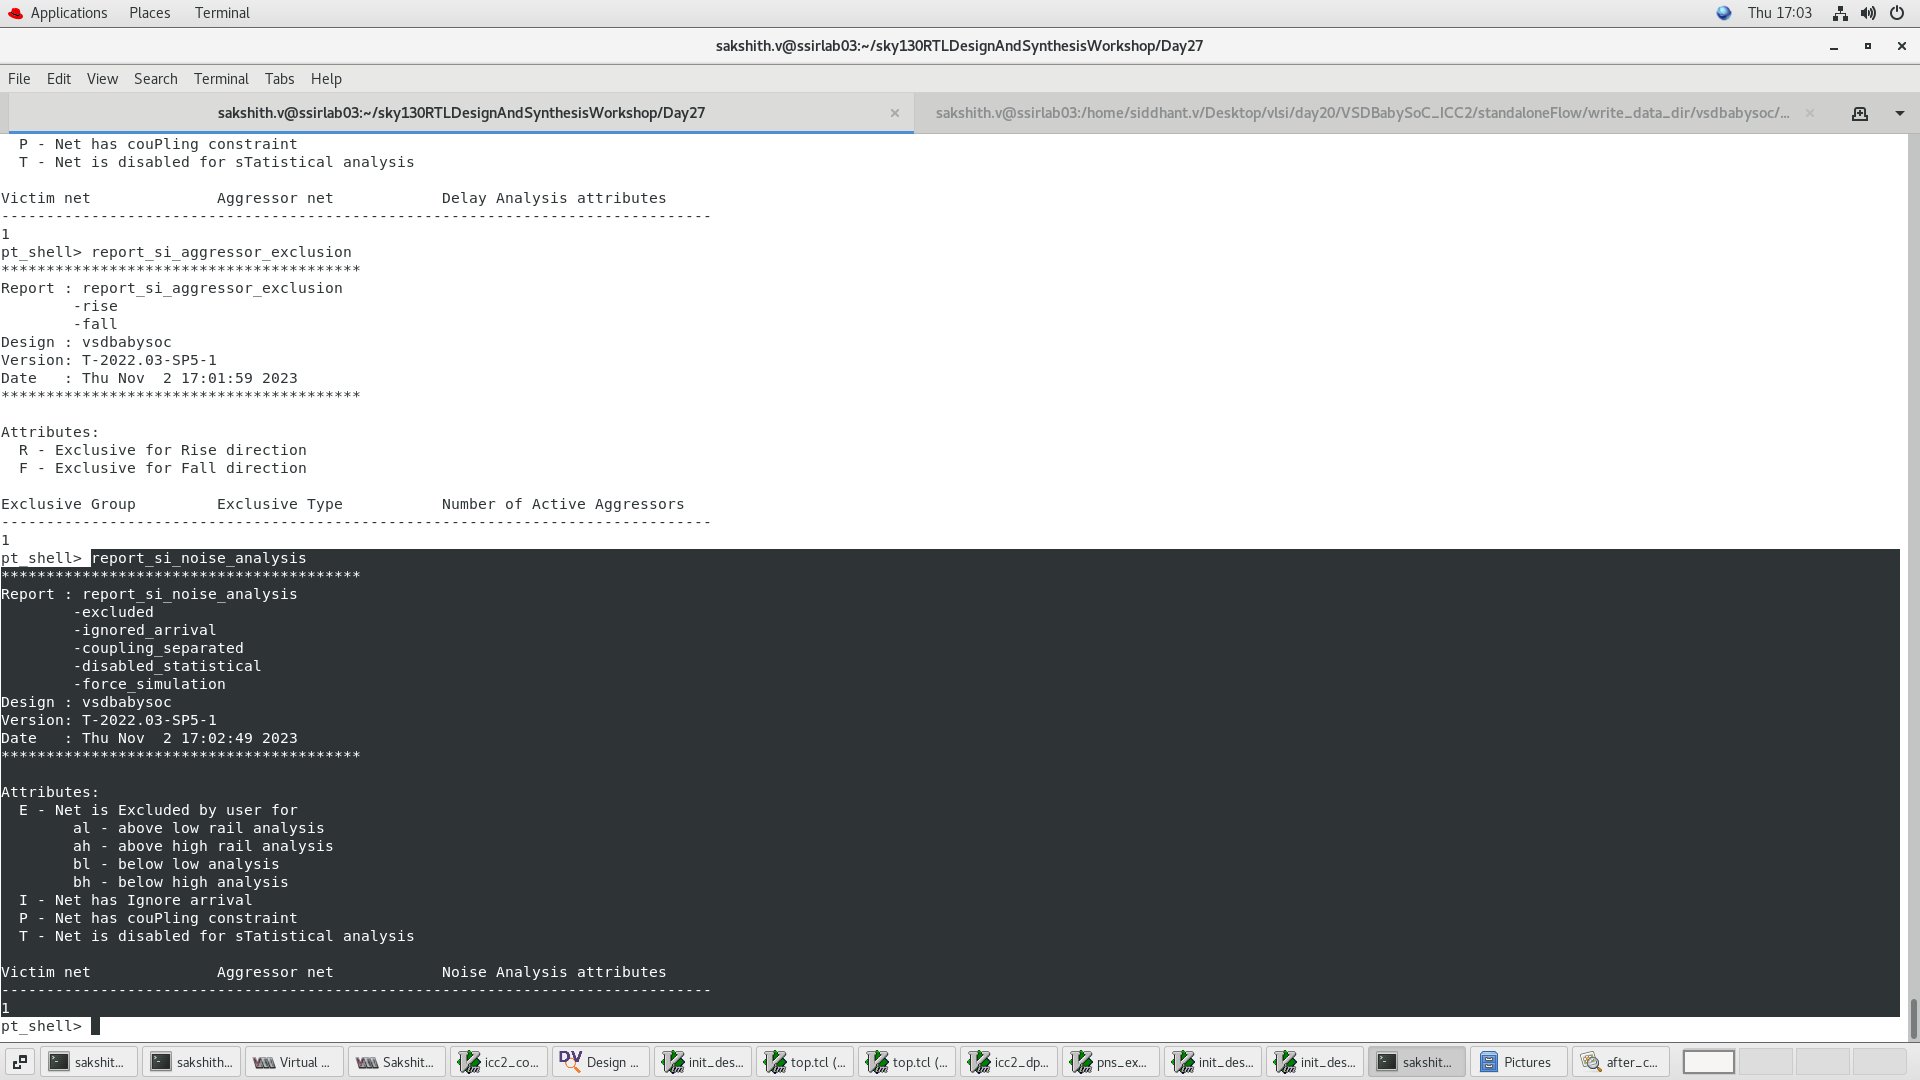 Applications Places Terminal Thu 17:03
sakshith.v@ssirlab03:~/sky130RTLDesignAndSynthesisWorkshop/Day27
File Edit View Search Terminal Tabs Help
sakshith.v@ssirlab03:~/sky130RTLDesignAndSynthesisWorkshop/Day27 × sakshith.v@ssirlab03:/home/siddhant.v/Desktop/vlsi/day20/VSDBabySoC_ICC2/standaloneFlow/write_data_dir/vsdbabysoc/... ×
  P - Net has couPling constraint
  T - Net is disabled for sTatistical analysis
Victim net              Aggressor net            Delay Analysis attributes
-------------------------------------------------------------------------------
1
pt_shell> report_si_aggressor_exclusion
****************************************
Report : report_si_aggressor_exclusion
        -rise
        -fall
Design : vsdbabysoc
Version: T-2022.03-SP5-1
Date   : Thu Nov  2 17:01:59 2023
****************************************
Attributes:
  R - Exclusive for Rise direction
  F - Exclusive for Fall direction
Exclusive Group         Exclusive Type           Number of Active Aggressors
-------------------------------------------------------------------------------
1
pt_shell> report_si_noise_analysis
****************************************
Report : report_si_noise_analysis
        -excluded
        -ignored_arrival
        -coupling_separated
        -disabled_statistical
        -force_simulation
Design : vsdbabysoc
Version: T-2022.03-SP5-1
Date   : Thu Nov  2 17:02:49 2023
****************************************
Attributes:
  E - Net is Excluded by user for
        al - above low rail analysis
        ah - above high rail analysis
        bl - below low analysis
        bh - below high analysis
  I - Net has Ignore arrival
  P - Net has couPling constraint
  T - Net is disabled for sTatistical analysis
Victim net              Aggressor net            Noise Analysis attributes
-------------------------------------------------------------------------------
1
pt_shell>
sakshit... sakshith... Virtual ... Sakshit... icc2_co... DV Design ... init_des... top.tcl (... top.tcl (... icc2_dp... pns_ex... init_des... init_des... sakshit... Pictures after_c...